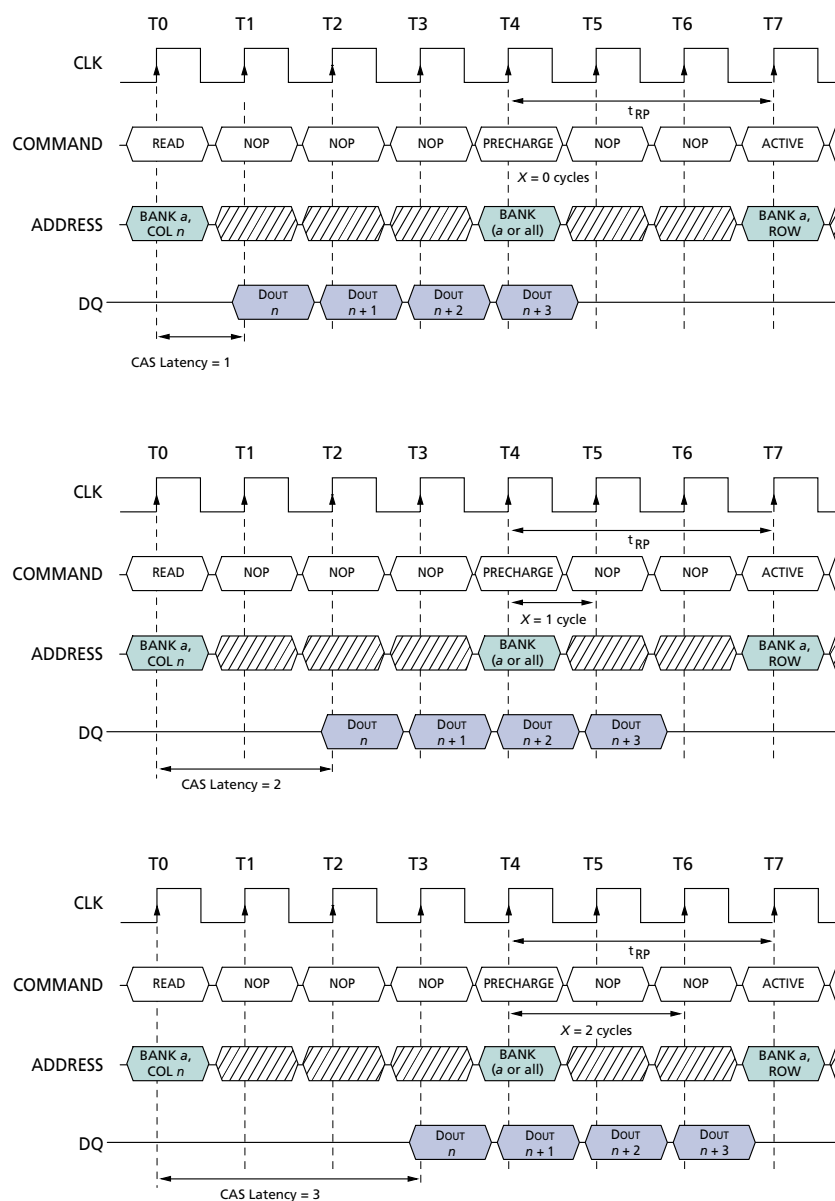 T0 T1 T2 T3 T4 T5 T6 T7
CLK
tRP
COMMAND READ NOP NOP NOP PRECHARGE NOP NOP ACTIVE
X = 0 cycles
ADDRESS BANK a, COL n BANK (a or all) BANK a, ROW
DQ DOUT n DOUT n + 1 DOUT n + 2 DOUT n + 3
CAS Latency = 1
T0 T1 T2 T3 T4 T5 T6 T7
CLK
tRP
COMMAND READ NOP NOP NOP PRECHARGE NOP NOP ACTIVE
X = 1 cycle
ADDRESS BANK a, COL n BANK (a or all) BANK a, ROW
DQ DOUT n DOUT n + 1 DOUT n + 2 DOUT n + 3
CAS Latency = 2
T0 T1 T2 T3 T4 T5 T6 T7
CLK
tRP
COMMAND READ NOP NOP NOP PRECHARGE NOP NOP ACTIVE
X = 2 cycles
ADDRESS BANK a, COL n BANK (a or all) BANK a, ROW
DQ DOUT n DOUT n + 1 DOUT n + 2 DOUT n + 3
CAS Latency = 3